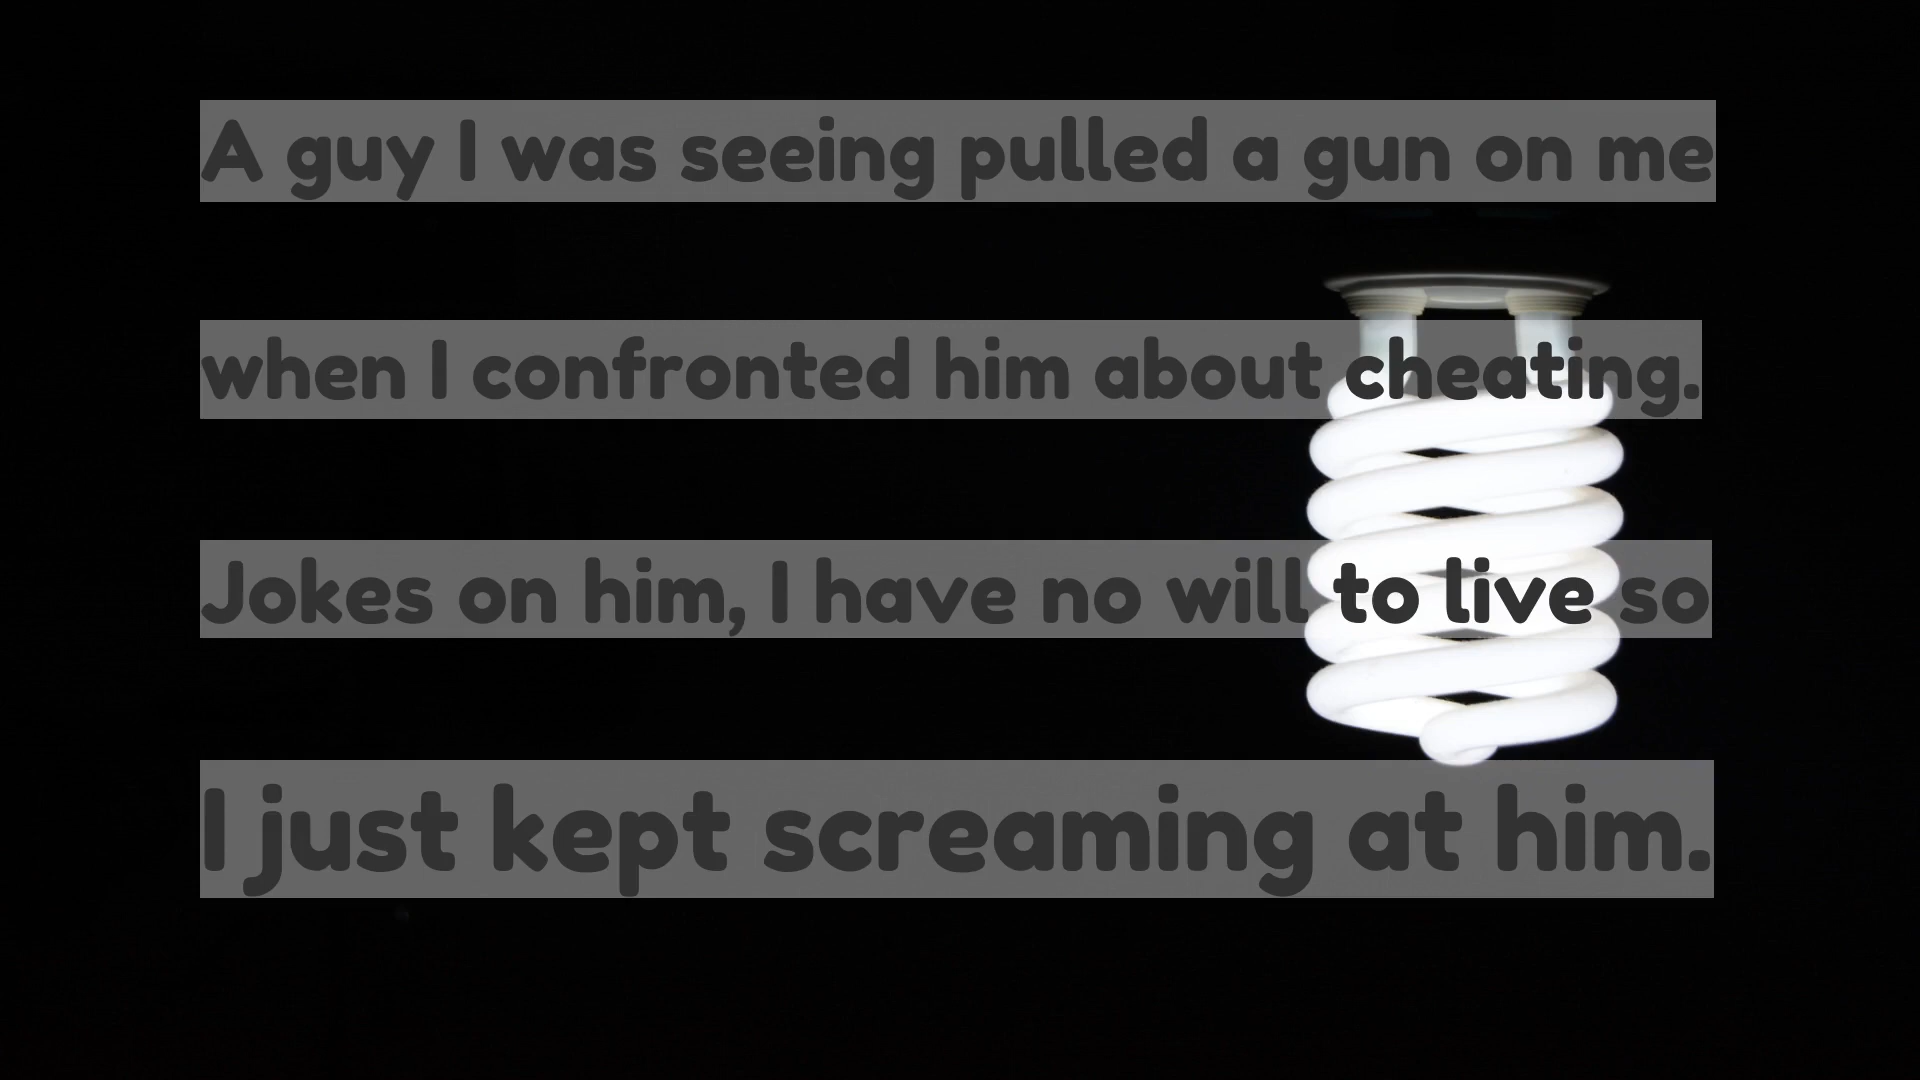 A guy I was seeing pulled a gun on me
when I confronted him about cheating.
Jokes on him, I have no will to live so
I just kept screaming at him.